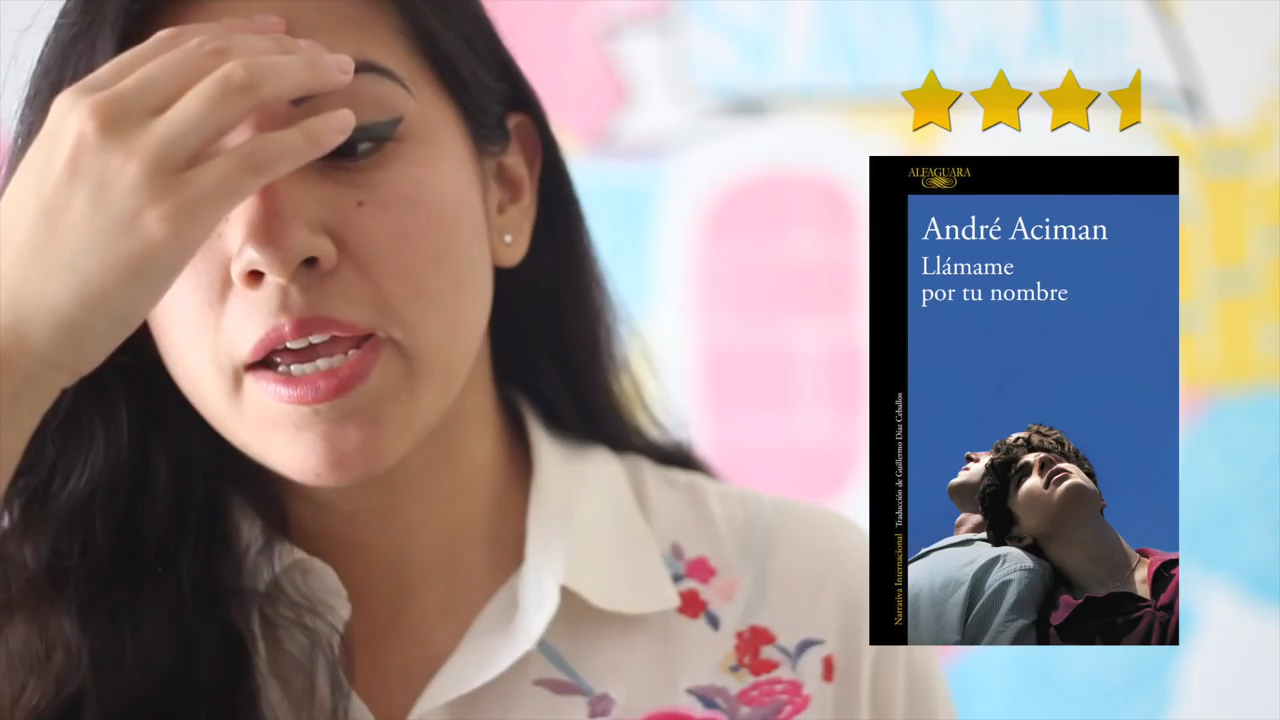 ALFAGUARA
André Aciman
Llámame
por tu nombre
Narrativa Internacional Traducción de Guillermo Díaz Ceballos